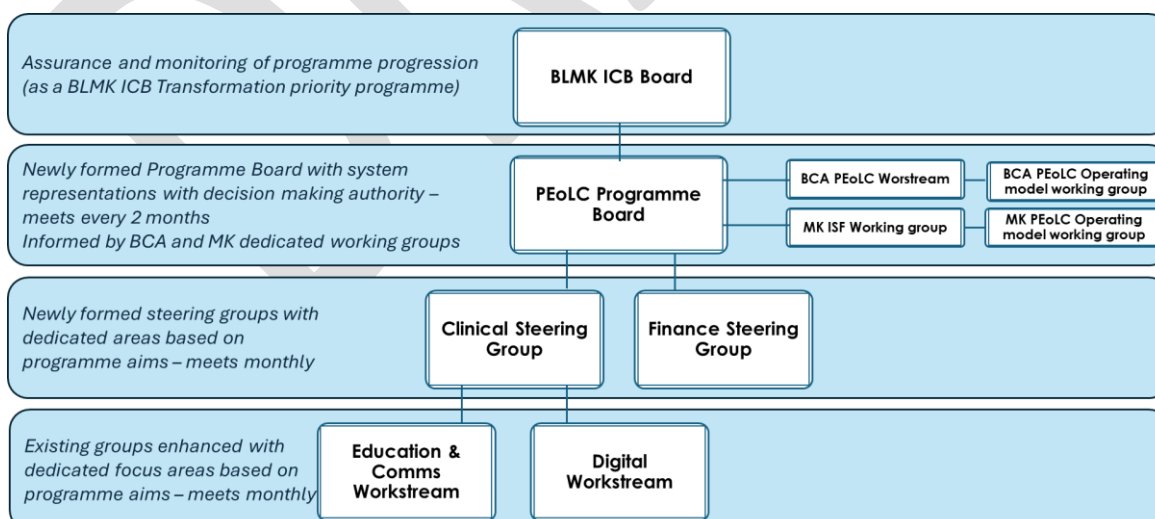 Assurance and monitoring of programme progression
(as a BLMK ICB Transformation priority programme)
BLMK ICB Board
Newly formed Programme Board with system
representations with decision making authority –
meets every 2 months
Informed by BCA and MK dedicated working groups
PEoLC Programme
Board
BCA PEoLC Worstream
BCA PEoLC Operating
model working group
MK ISF Working group
MK PEoLC Operating
model working group
Newly formed steering groups with
dedicated areas based on
programme aims – meets monthly
Clinical Steering
Group
Finance Steering
Group
Existing groups enhanced with
dedicated focus areas based on
programme aims – meets monthly
Education &
Comms
Workstream
Digital
Workstream